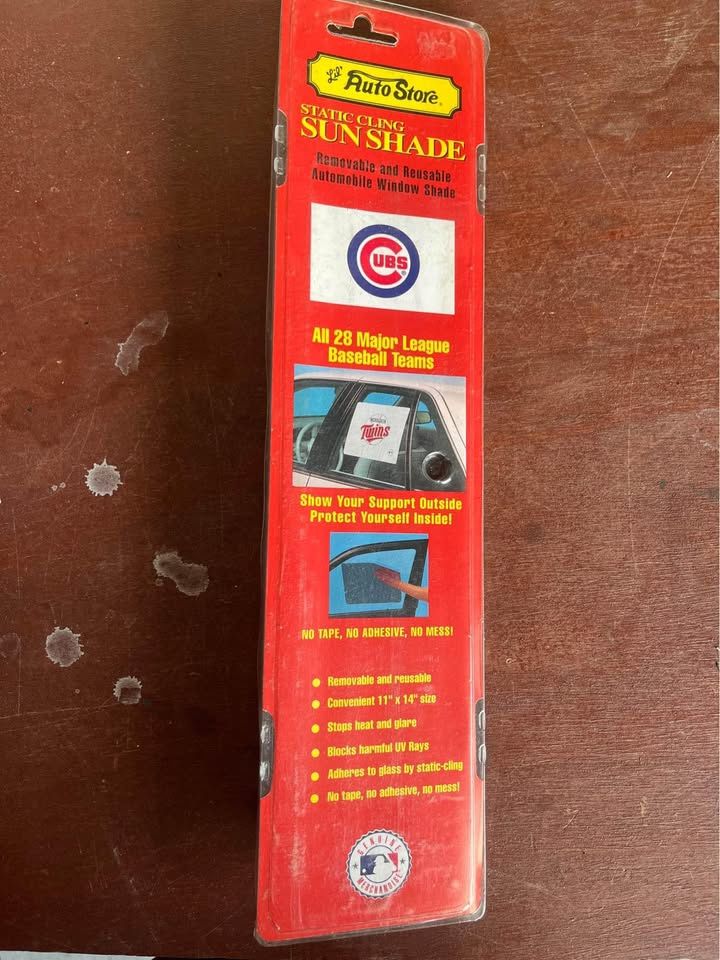 Lil' Auto Store®
STATIC CLING
SUN SHADE
Removable and Reusable
Automobile Window Shade
CUBS®
All 28 Major League
Baseball Teams
Twins
Show Your Support Outside
Protect Yourself Inside!
NO TAPE, NO ADHESIVE, NO MESS!
Removable and reusable
Convenient 11" x 14" size
Stops heat and glare
Blocks harmful UV Rays
Adheres to glass by static-cling
No tape, no adhesive, no mess!
GENUINE
MERCHANDISE